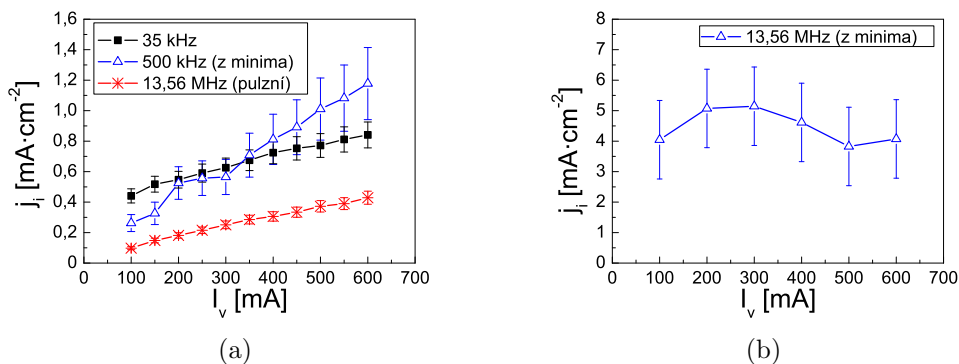 1,6
1,4
1,2
1,0
0,8
0,6
0,4
0,2
0,0
0 100 200 300 400 500 600 700
j_i [mA·cm^-2]
I_v [mA]
35 kHz
500 kHz (z minima)
13,56 MHz (pulzní)
(a)
8
7
6
5
4
3
2
1
0
0 100 200 300 400 500 600 700
j_i [mA·cm^-2]
I_v [mA]
13,56 MHz (z minima)
(b)